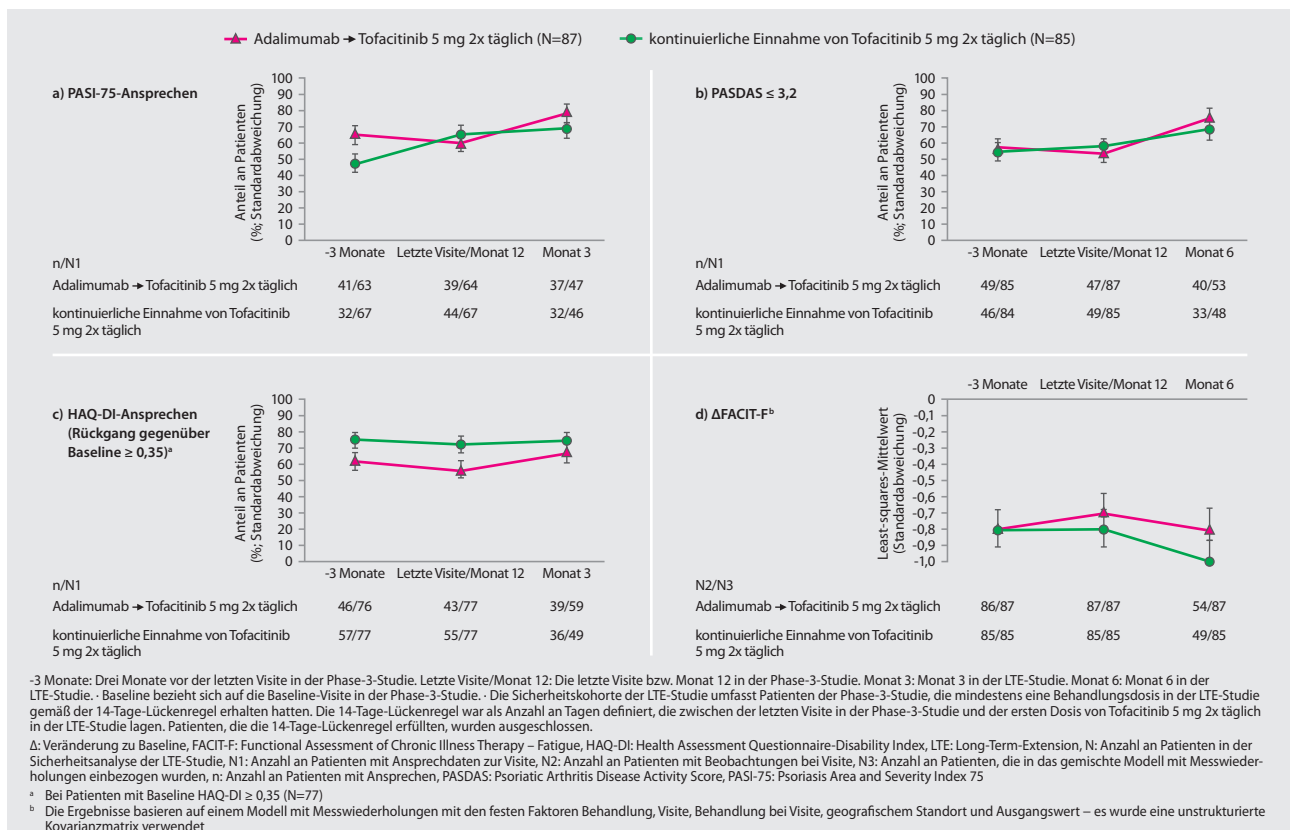 Adalimumab → Tofacitinib 5 mg 2x täglich (N=87)
kontinuierliche Einnahme von Tofacitinib 5 mg 2x täglich (N=85)
a) PASI-75-Ansprechen
Anteil an Patienten
(%; Standardabweichung)
100
90
80
70
60
50
40
30
20
10
0
-3 Monate Letzte Visite/Monat 12 Monat 3
n/N1
Adalimumab → Tofacitinib 5 mg 2x täglich 41/63 39/64 37/47
kontinuierliche Einnahme von Tofacitinib 32/67 44/67 32/46
5 mg 2x täglich
b) PASDAS ≤ 3,2
Anteil an Patienten
(%; Standardabweichung)
100
90
80
70
60
50
40
30
20
10
0
-3 Monate Letzte Visite/Monat 12 Monat 6
n/N1
Adalimumab → Tofacitinib 5 mg 2x täglich 49/85 47/87 40/53
kontinuierliche Einnahme von Tofacitinib 46/84 49/85 33/48
5 mg 2x täglich
c) HAQ-DI-Ansprechen
(Rückgang gegenüber
Baseline ≥ 0,35)ᵃ
Anteil an Patienten
(%; Standardabweichung)
100
90
80
70
60
50
40
30
20
10
0
-3 Monate Letzte Visite/Monat 12 Monat 3
n/N1
Adalimumab → Tofacitinib 5 mg 2x täglich 46/76 43/77 39/59
kontinuierliche Einnahme von Tofacitinib 57/77 55/77 36/49
5 mg 2x täglich
d) ΔFACIT-Fᵇ
-3 Monate Letzte Visite/Monat 12 Monat 6
Least-squares-Mittelwert
(Standardabweichung)
0
-0,1
-0,2
-0,3
-0,4
-0,5
-0,6
-0,7
-0,8
-0,9
-1,0
N2/N3
Adalimumab → Tofacitinib 5 mg 2x täglich 86/87 87/87 54/87
kontinuierliche Einnahme von Tofacitinib 85/85 85/85 49/85
5 mg 2x täglich
-3 Monate: Drei Monate vor der letzten Visite in der Phase-3-Studie. Letzte Visite/Monat 12: Die letzte Visite bzw. Monat 12 in der Phase-3-Studie. Monat 3: Monat 3 in der LTE-Studie. Monat 6: Monat 6 in der
LTE-Studie. · Baseline bezieht sich auf die Baseline-Visite in der Phase-3-Studie. · Die Sicherheitskohorte der LTE-Studie umfasst Patienten der Phase-3-Studie, die mindestens eine Behandlungsdosis in der LTE-Studie
gemäß der 14-Tage-Lückenregel erhalten hatten. Die 14-Tage-Lückenregel war als Anzahl an Tagen definiert, die zwischen der letzten Visite in der Phase-3-Studie und der ersten Dosis von Tofacitinib 5 mg 2x täglich
in der LTE-Studie lagen. Patienten, die die 14-Tage-Lückenregel erfüllten, wurden ausgeschlossen.
Δ: Veränderung zu Baseline, FACIT-F: Functional Assessment of Chronic Illness Therapy – Fatigue, HAQ-DI: Health Assessment Questionnaire-Disability Index, LTE: Long-Term-Extension, N: Anzahl an Patienten in der
Sicherheitsanalyse der LTE-Studie, N1: Anzahl an Patienten mit Ansprechdaten zur Visite, N2: Anzahl an Patienten mit Beobachtungen bei Visite, N3: Anzahl an Patienten, die in das gemischte Modell mit Messwieder-
holungen einbezogen wurden, n: Anzahl an Patienten mit Ansprechen, PASDAS: Psoriatic Arthritis Disease Activity Score, PASI-75: Psoriasis Area and Severity Index 75
ᵃ Bei Patienten mit Baseline HAQ-DI ≥ 0,35 (N=77)
ᵇ Die Ergebnisse basieren auf einem Modell mit Messwiederholungen mit den festen Faktoren Behandlung, Visite, Behandlung bei Visite, geografischem Standort und Ausgangswert – es wurde eine unstrukturierte
Kovarianzmatrix verwendet